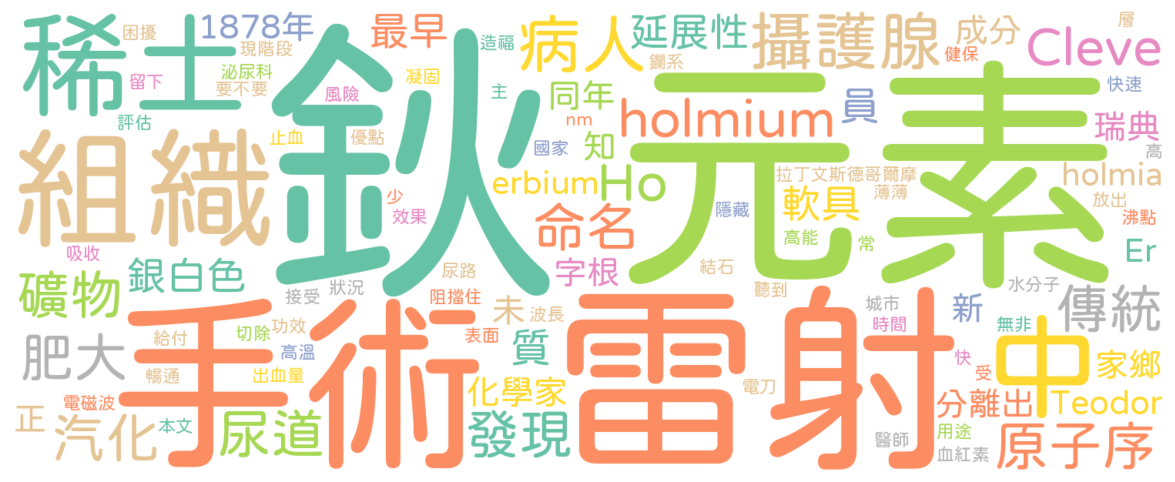 稀土
困擾
1878年
現階段
泌尿科
要不要
留下
評估
最早
造福
凝固
風險
止血
優點
主
病人
延展性
鑭系
攝護腺
成分
健保
層
Cleve
快速
鈥
元素
同年
nm
holmium
員
國家
知
瑞典
高
組織
erbium
Ho
拉丁文斯德哥爾摩
薄薄
holmia
放出
少
效果
命名
隱藏
軟具
沸點
高能
常
Er
吸收
銀白色
尿路
字根
結石
聽到
水分子
礦物
接受
狀況
阻擋住
未
波長
城市
時間
新
無非
傳統
手術
雷射
中
肥大
給付
切除
功效
高溫
表面
質
家鄉
暢通
出血量
化學家
電刀
快
受
電磁波
分離出
Teodor
正
汽化
本文
尿道
發現
醫師
用途
血紅素
原子序